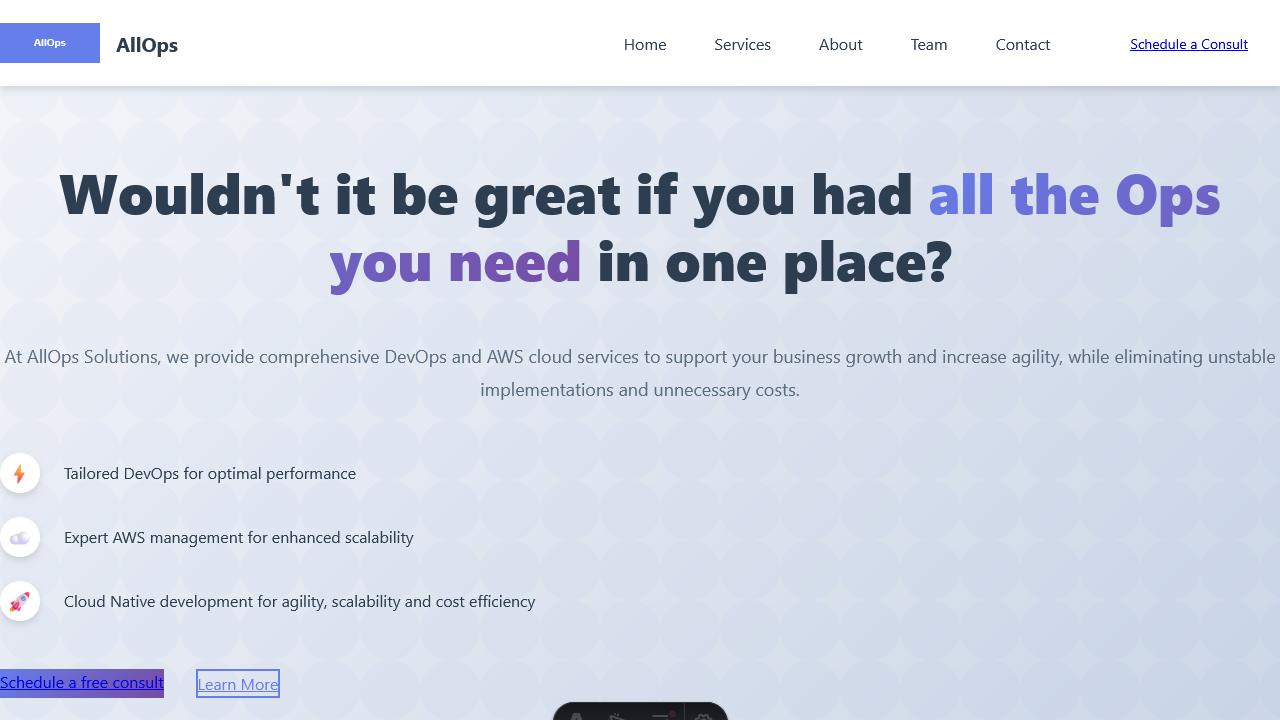 AllOps
AllOps
Home
Services
About
Team
Contact
Schedule a Consult
Wouldn't it be great if you had all the Ops
you need in one place?
At AllOps Solutions, we provide comprehensive DevOps and AWS cloud services to support your business growth and increase agility, while eliminating unstable
implementations and unnecessary costs.
Tailored DevOps for optimal performance
Expert AWS management for enhanced scalability
Cloud Native development for agility, scalability and cost efficiency
Schedule a free consult
Learn More